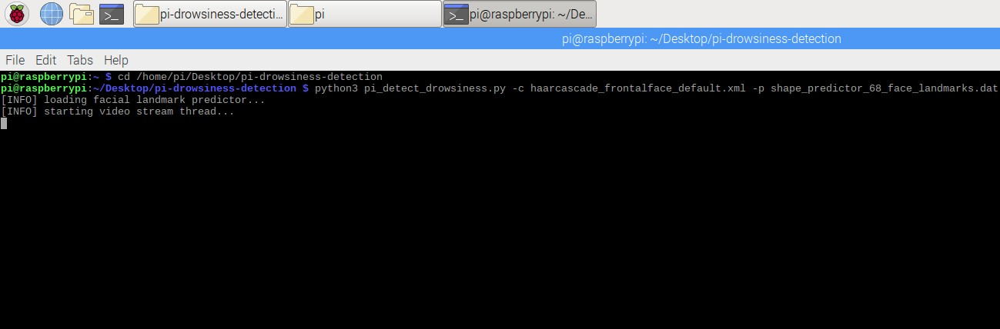 pi-drowsiness-detecti... pi pi@raspberrypi: ~/De...
pi@raspberrypi: ~/Desktop/pi-drowsiness-detection
File Edit Tabs Help
pi@raspberrypi:~ $ cd /home/pi/Desktop/pi-drowsiness-detection
pi@raspberrypi:~/Desktop/pi-drowsiness-detection $ python3 pi_detect_drowsiness.py -c haarcascade_frontalface_default.xml -p shape_predictor_68_face_landmarks.dat
[INFO] loading facial landmark predictor...
[INFO] starting video stream thread...